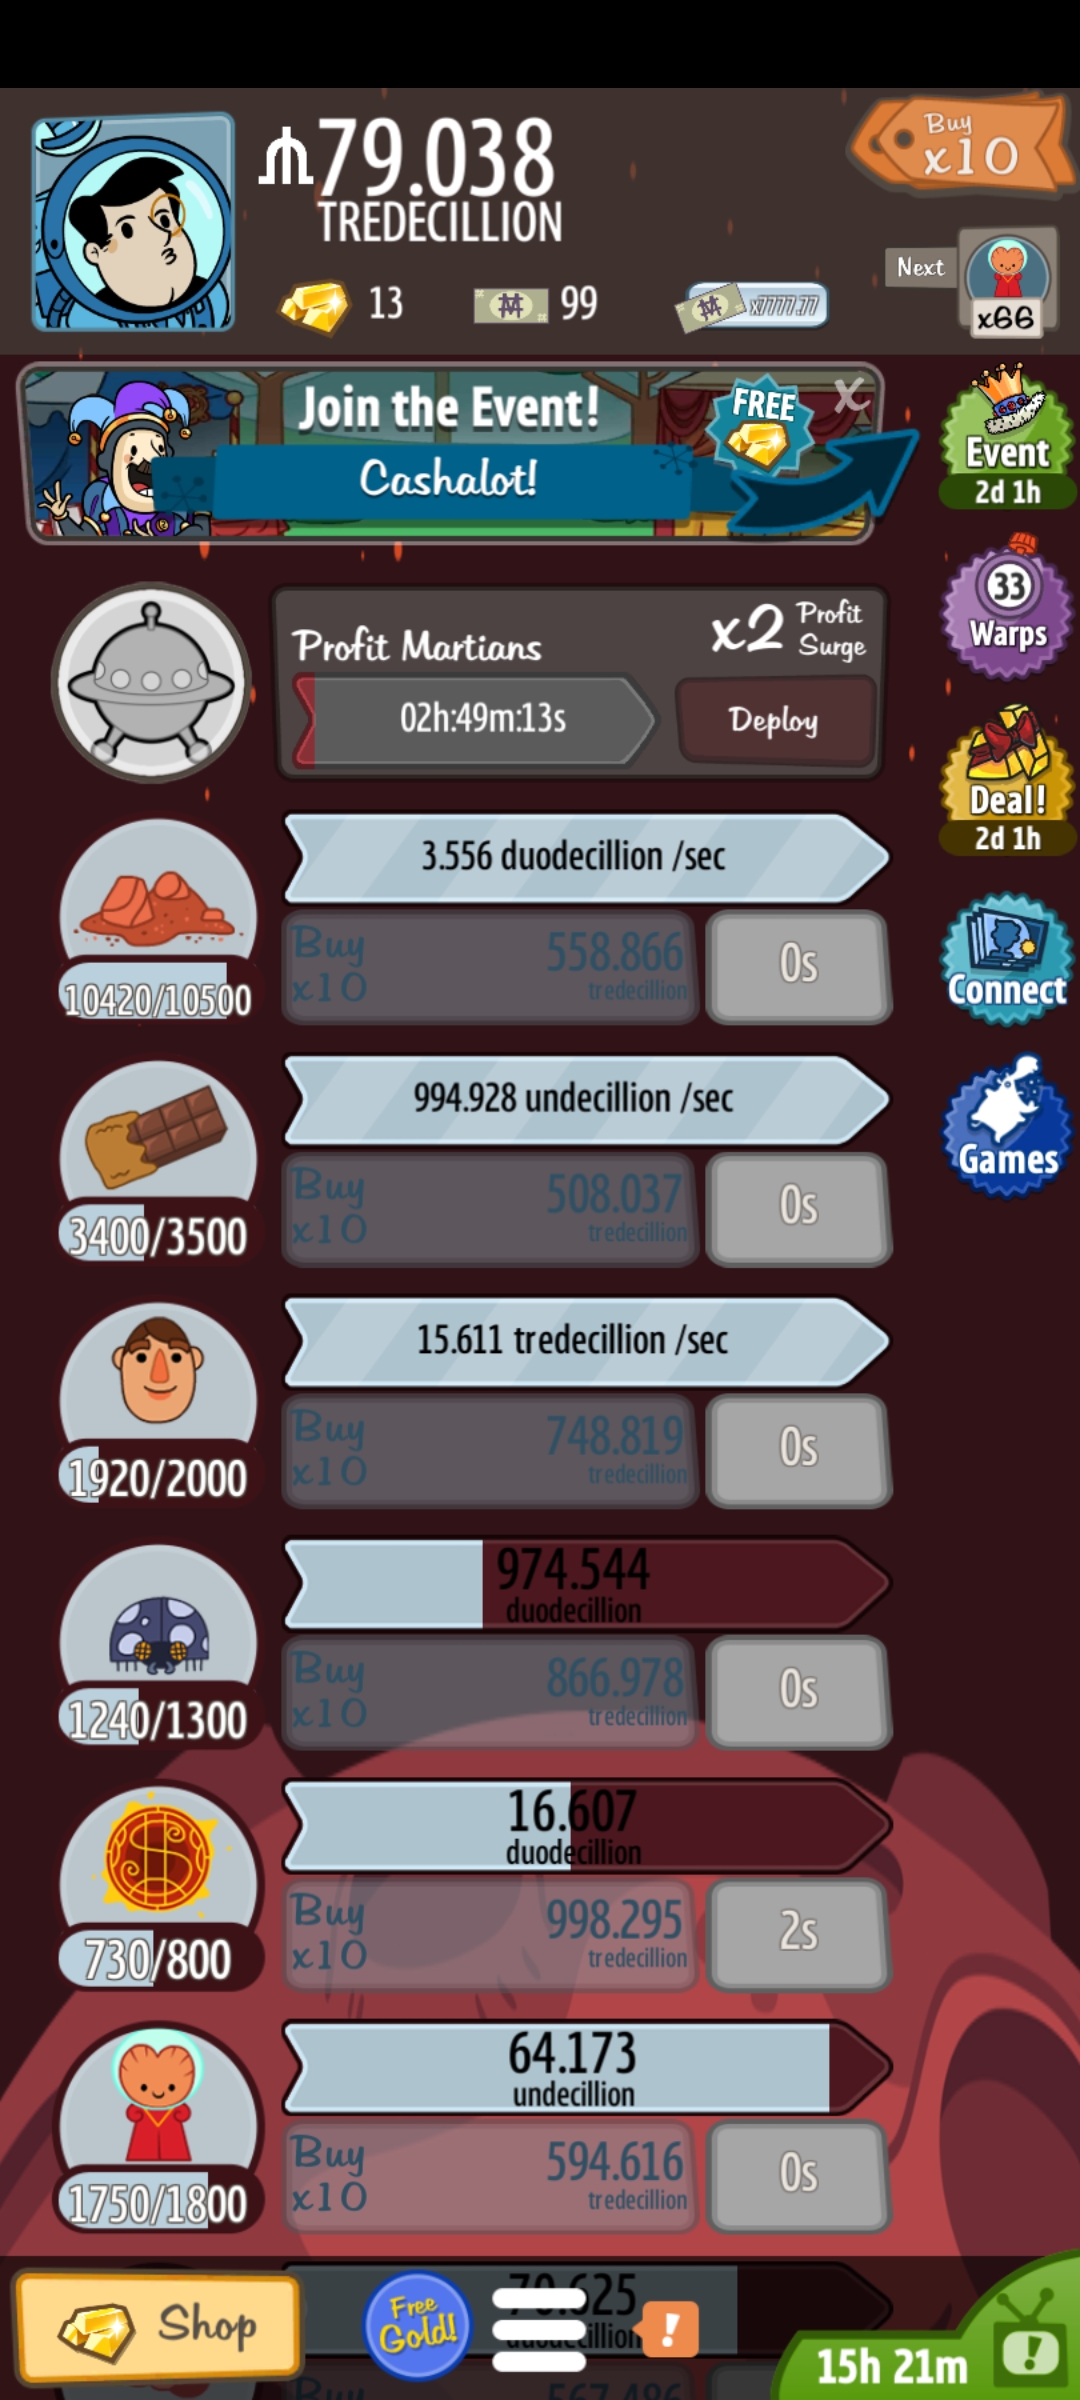 79.038
TREDECILLION
Buy
x10
13
99
x7777.77
Next
x66
Join the Event!
Cashalot!
FREE
X
Event
2d 1h
33
Warps
Deal!
2d 1h
Connect
Games
Profit Martians
x2 Profit Surge
02h:49m:13s
Deploy
3.556 duodecillion /sec
Buy x10
558.866
tredecillion
0s
10420/10500
994.928 undecillion /sec
Buy x10
508.037
tredecillion
0s
3400/3500
15.611 tredecillion /sec
Buy x10
748.819
tredecillion
0s
1920/2000
974.544
duodecillion
Buy x10
866.978
tredecillion
0s
1240/1300
16.607
duodecillion
Buy x10
998.295
tredecillion
2s
730/800
64.173
undecillion
Buy x10
594.616
tredecillion
0s
1750/1800
Shop
Free Gold!
!
15h 21m
!